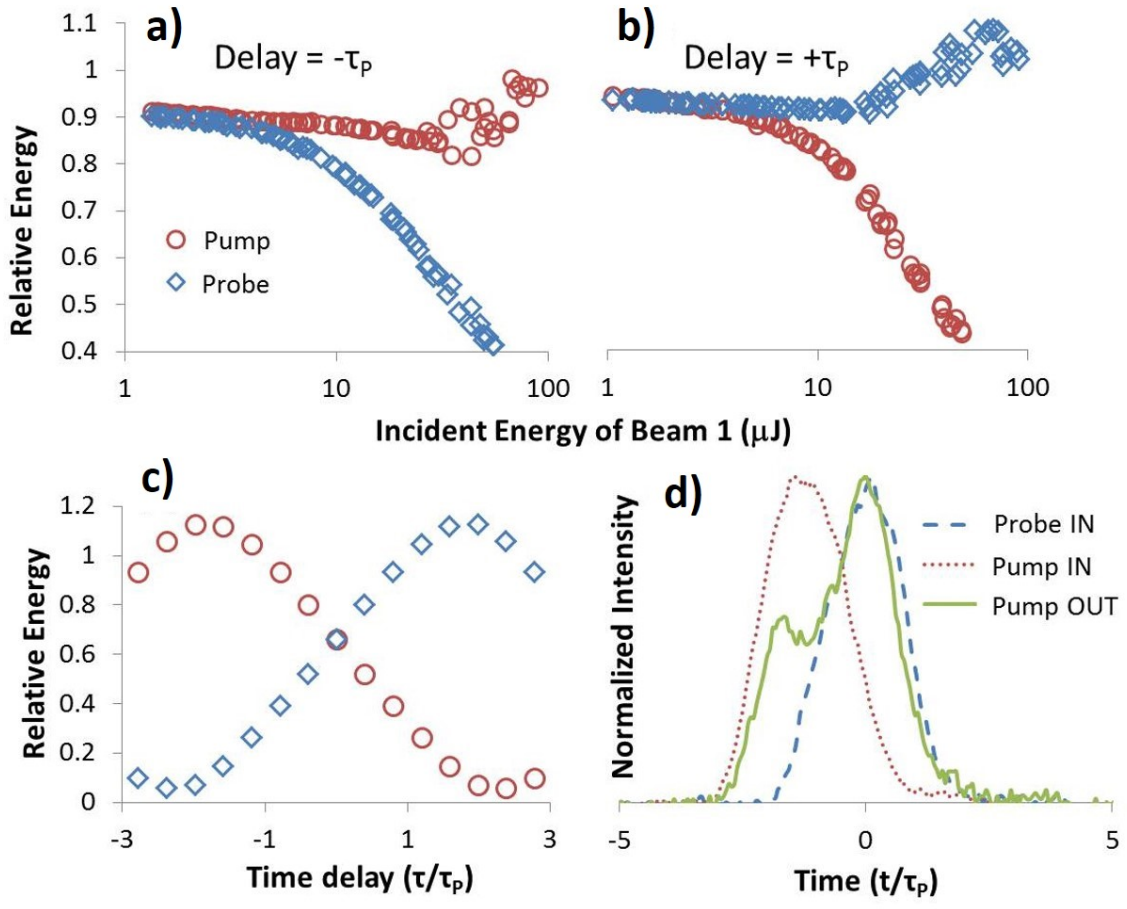 a)
Delay = -τP
b)
Delay = +τP
Relative Energy
1.1
1
0.9
0.8
0.7
0.6
0.5
0.4
Pump
Probe
1 10 100
1 10 100
Incident Energy of Beam 1 (μJ)
c)
Relative Energy
1.2
1
0.8
0.6
0.4
0.2
0
-3 -1 1 3
Time delay (τ/τP)
d)
Normalized Intensity
Probe IN
Pump IN
Pump OUT
-5 0 5
Time (t/τP)